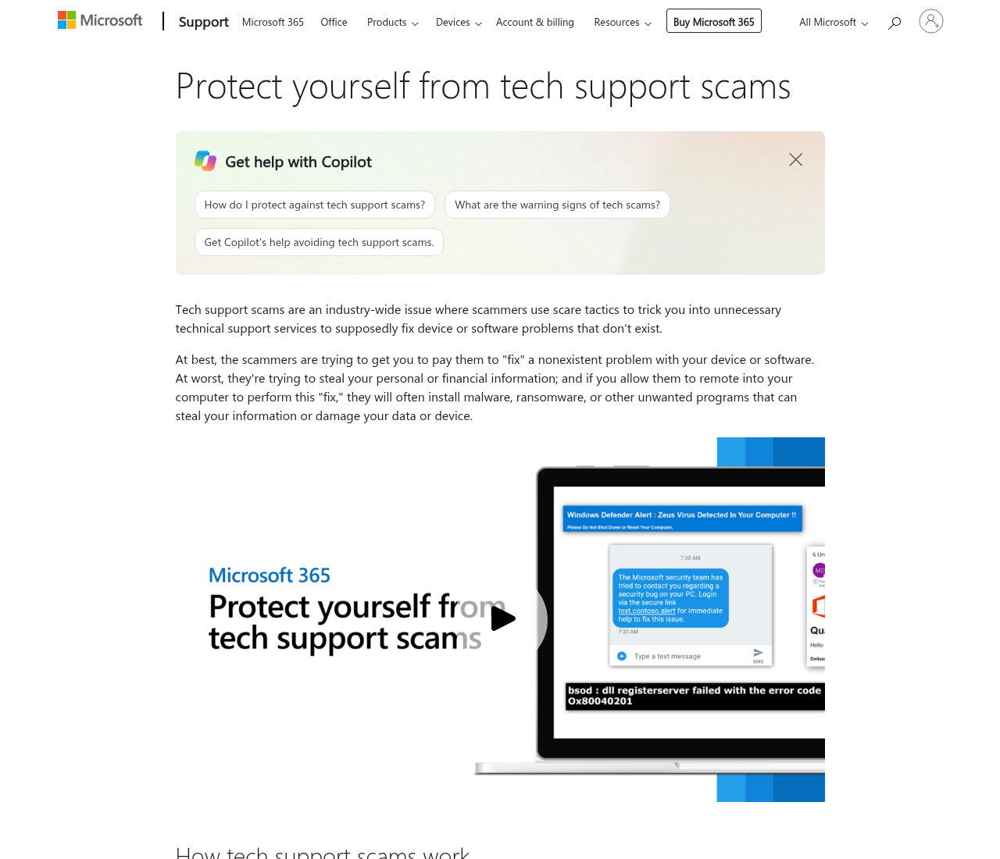 Microsoft
Support
Microsoft 365
Office
Products
Devices
Account & billing
Resources
Buy Microsoft 365
All Microsoft
Protect yourself from tech support scams
Get help with Copilot
How do I protect against tech support scams?
What are the warning signs of tech scams?
Get Copilot's help avoiding tech support scams.
Tech support scams are an industry-wide issue where scammers use scare tactics to trick you into unnecessary
technical support services to supposedly fix device or software problems that don't exist.
At best, the scammers are trying to get you to pay them to "fix" a nonexistent problem with your device or software.
At worst, they're trying to steal your personal or financial information; and if you allow them to remote into your
computer to perform this "fix," they will often install malware, ransomware, or other unwanted programs that can
steal your information or damage your data or device.
Microsoft 365
Protect yourself from
tech support scams
Windows Defender Alert : Zeus Virus Detected In Your Computer !!
Please Do Not Shut Down or Reset Your Computer.
7:30 AM
The Microsoft security team has
tried to contact you regarding a
security bug on your PC. Login
via the secure link
text.contoso.alert for immediate
help to fix this issue.
7:30 AM
Type a text message
SMS
6 Un
MD
Qua
Hello
Deliver
bsod : dll registerserver failed with the error code
0x80040201
How tech support scams work